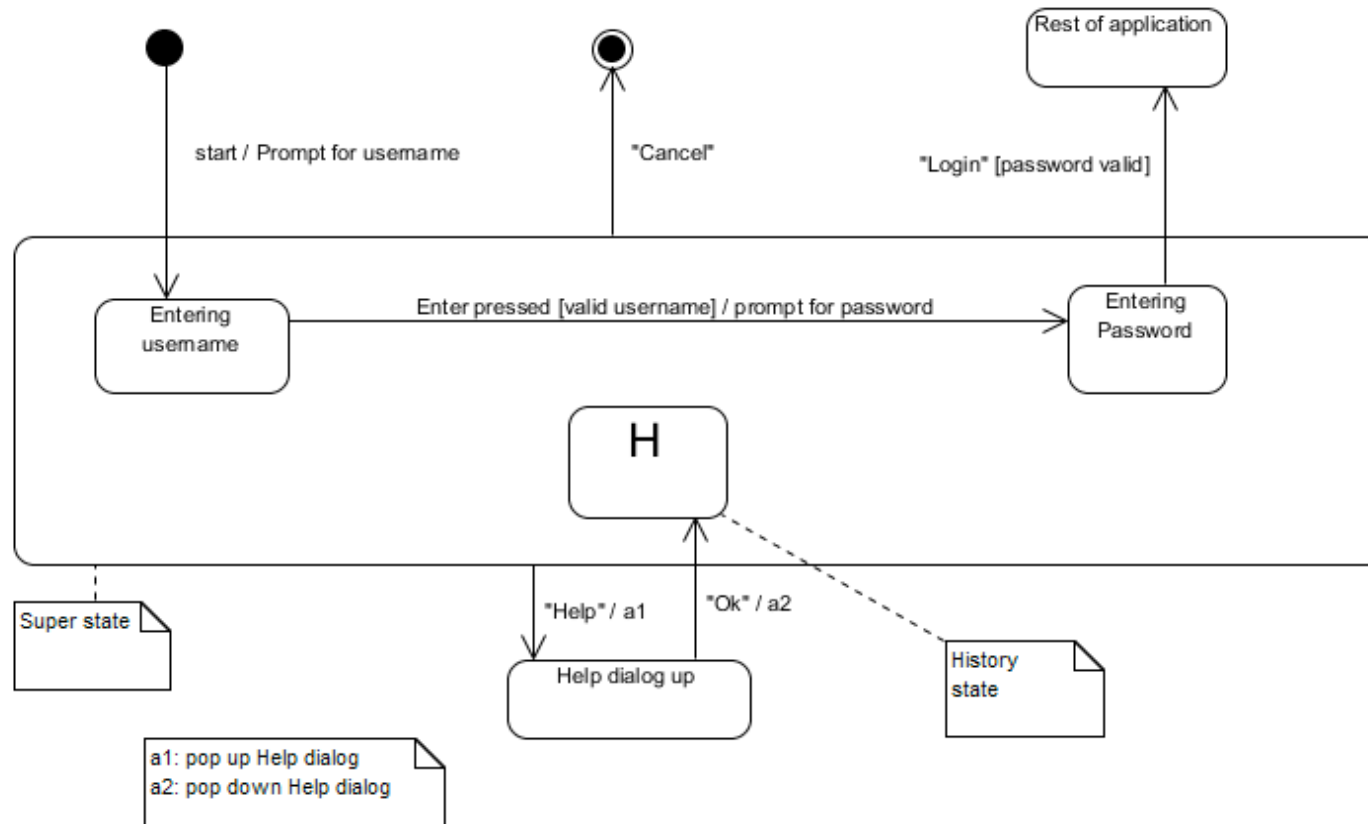 Rest of application
start / Prompt for username
"Cancel"
"Login" [password valid]
Entering
username
Enter pressed [valid username] / prompt for password
Entering
Password
H
Super state
"Help" / a1
"Ok" / a2
History
state
Help dialog up
a1: pop up Help dialog
a2: pop down Help dialog